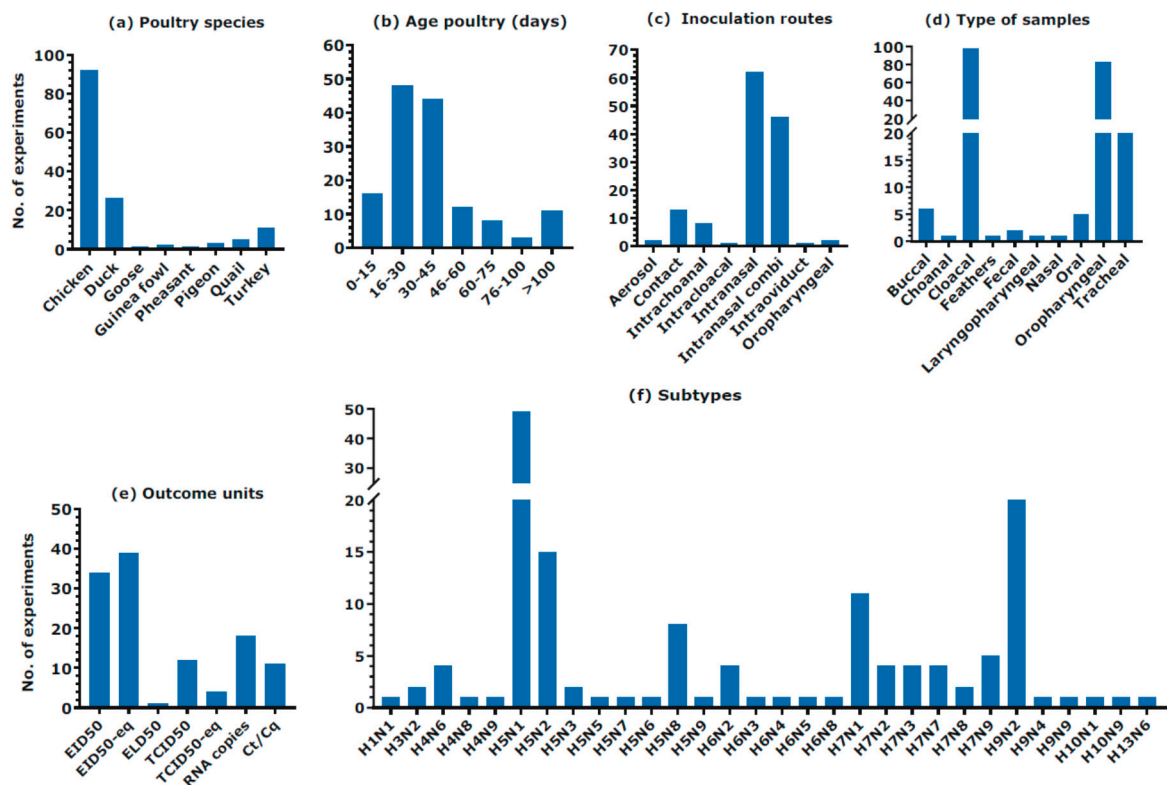 (a) Poultry species
No. of experiments
100
80
60
40
20
0
Chicken
Duck
Goose
Guinea fowl
Pheasant
Pigeon
Quail
Turkey
(b) Age poultry (days)
60
50
40
30
20
10
0
0-15
16-30
30-45
46-60
60-75
76-100
>100
(c) Inoculation routes
70
60
50
40
30
20
10
0
Aerosol
Contact
Intrachoanal
Intracloacal
Intranasal
Intranasal combi
Intraoviduct
Oropharyngeal
(d) Type of samples
100
80
60
40
20
20
15
10
5
0
Buccal
Choanal
Cloacal
Feathers
Fecal
Laryngopharyngeal
Nasal
Oral
Oropharyngeal
Tracheal
(e) Outcome units
No. of experiments
50
40
30
20
10
0
EID50
EID50-eq
ELD50
TCID50
TCID50-eq
RNA copies
Ct/Cq
(f) Subtypes
50
40
30
20
15
10
5
0
H1N1
H3N2
H4N6
H4N8
H4N9
H5N1
H5N2
H5N3
H5N5
H5N7
H5N6
H5N8
H5N9
H6N2
H6N3
H6N4
H6N5
H6N8
H7N1
H7N2
H7N3
H7N7
H7N8
H7N9
H9N2
H9N4
H9N9
H10N1
H10N9
H13N6